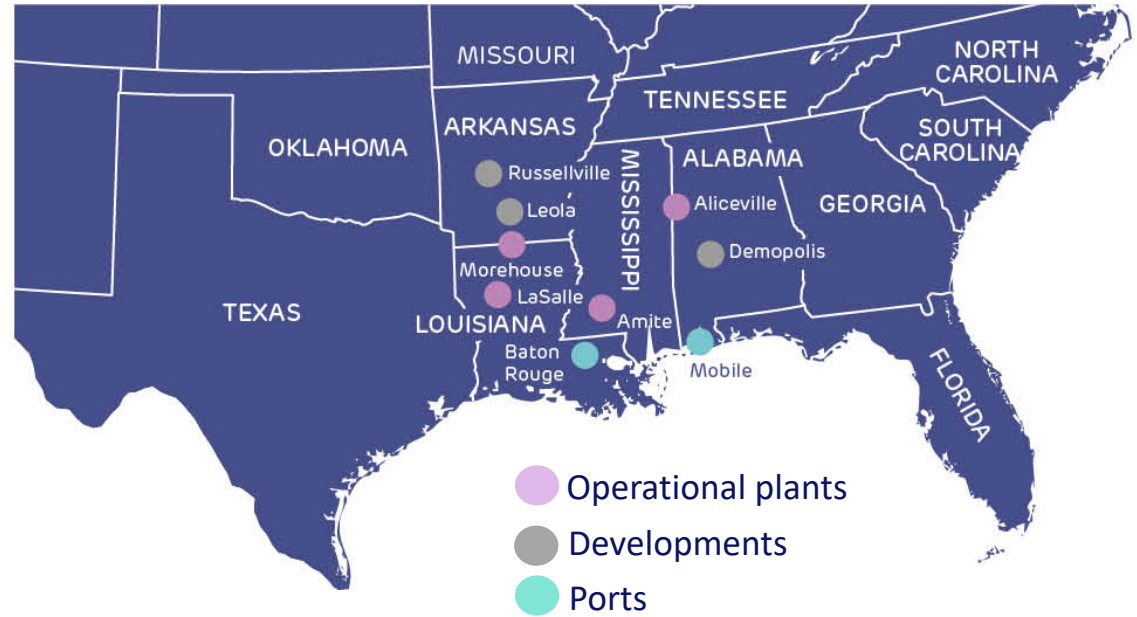 MISSOURI
NORTH
CAROLINA
TENNESSEE
ARKANSAS
SOUTH
CAROLINA
OKLAHOMA
MISSISSIPPI
ALABAMA
Russellville
Aliceville
GEORGIA
Leola
Demopolis
Morehouse
LaSalle
TEXAS
LOUISIANA
Amite
Baton
Rouge
Mobile
FLORIDA
Operational plants
Developments
Ports